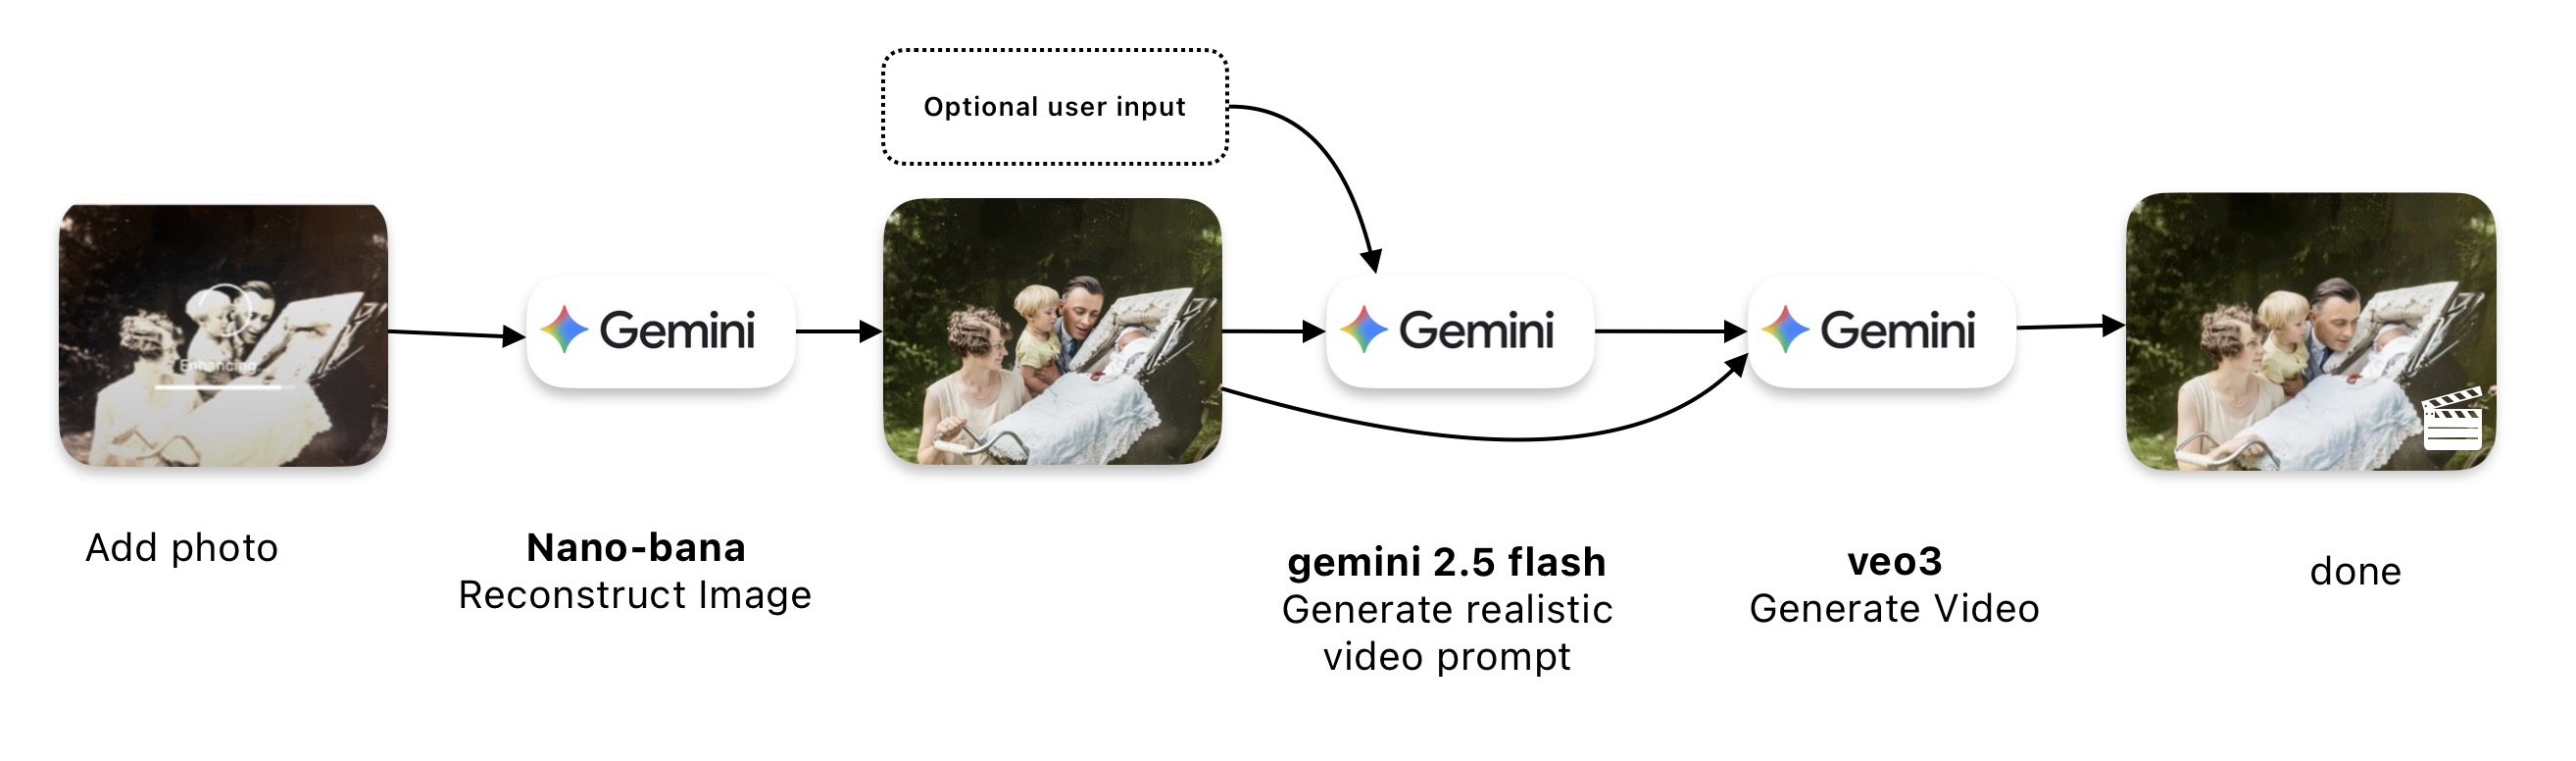 Optional user input
Enhancing...
Gemini
Gemini
Gemini
Add photo
Nano-bana
Reconstruct Image
gemini 2.5 flash
Generate realistic
video prompt
veo3
Generate Video
done